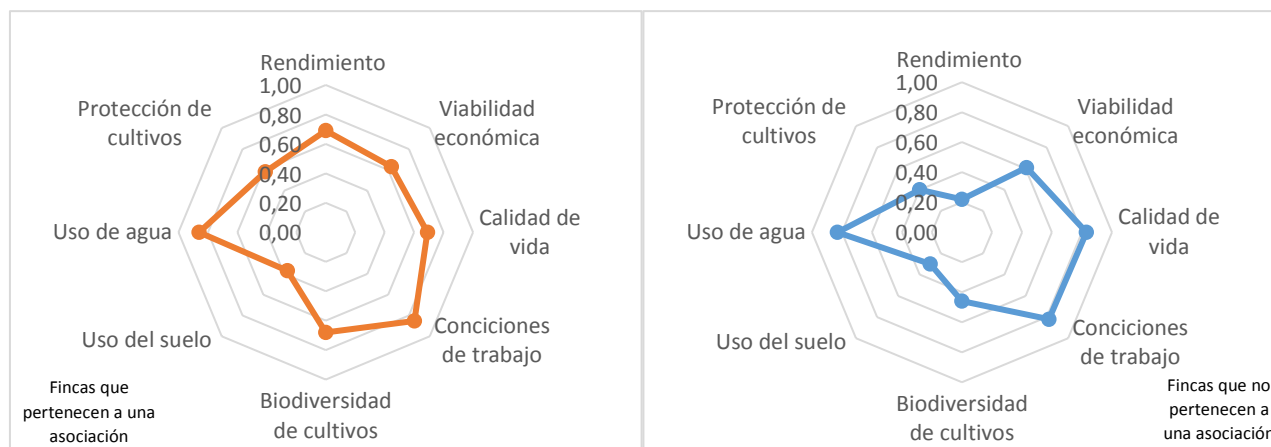 Rendimiento
1,00
0,80
0,60
0,40
0,20
0,00
Viabilidad
económica
Calidad de
vida
Conciciones
de trabajo
Biodiversidad
de cultivos
Uso del suelo
Uso de agua
Protección de
cultivos
Fincas que
pertenecen a una
asociación
Rendimiento
1,00
0,80
0,60
0,40
0,20
0,00
Viabilidad
económica
Calidad de
vida
Conciciones
de trabajo
Biodiversidad
de cultivos
Uso del suelo
Uso de agua
Protección de
cultivos
Fincas que no
pertenecen a
una asociación